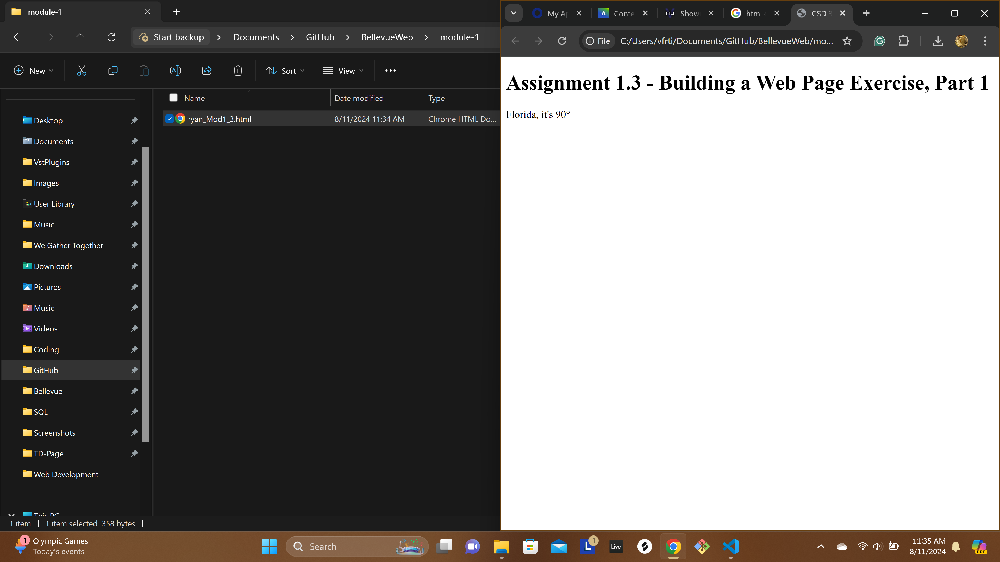 module-1
Start backup > Documents > GitHub > BellevueWeb > module-1
New Sort View
Name Date modified Type
ryan_Mod1_3.html 8/11/2024 11:34 AM Chrome HTML Do...
Desktop
Documents
VstPlugins
Images
User Library
Music
We Gather Together
Downloads
Pictures
Music
Videos
Coding
GitHub
Bellevue
SQL
Screenshots
TD-Page
Web Development
This PC
1 item | 1 item selected 358 bytes |
My Ap Conte nu Show html CSD 3
File C:/Users/vfrti/Documents/GitHub/BellevueWeb/mo...
Assignment 1.3 - Building a Web Page Exercise, Part 1
Florida, it's 90°
1 Olympic Games
Today's events
Search
L 1
Live
11:35 AM
8/11/2024
PRE